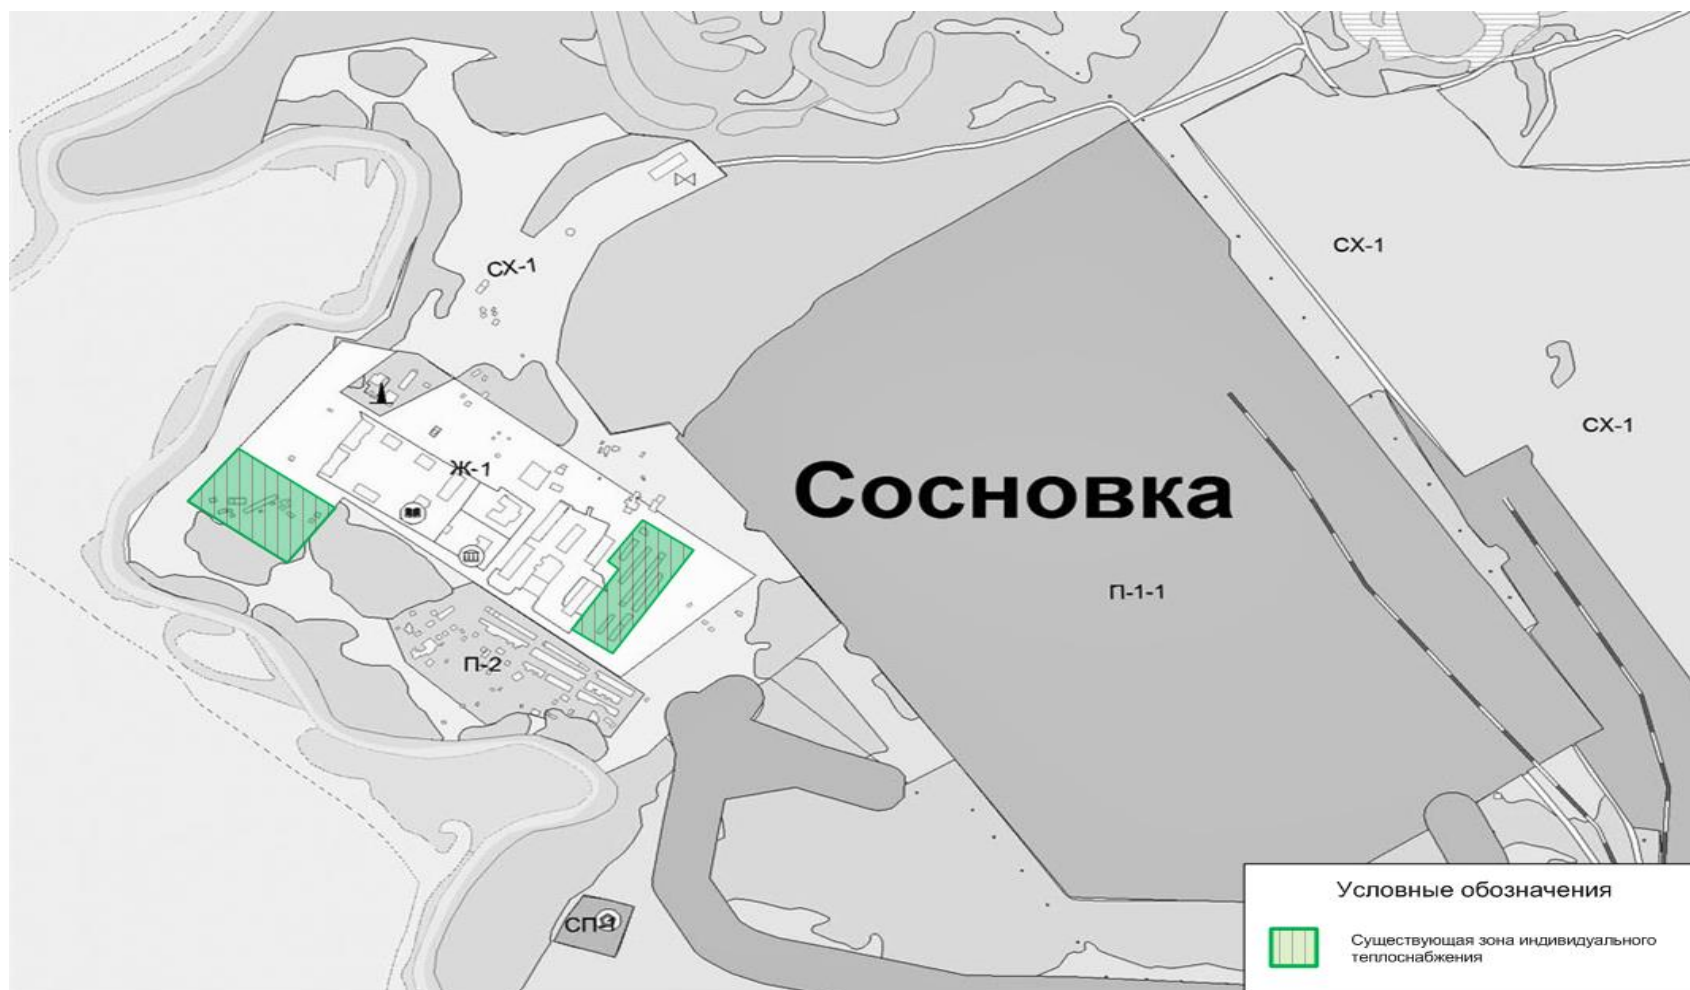 СХ-1
СХ-1
СХ-1
Ж-1
Сосновка
П-1-1
П-2
СП-1
Условные обозначения
Существующая зона индивидуального
теплоснабжения